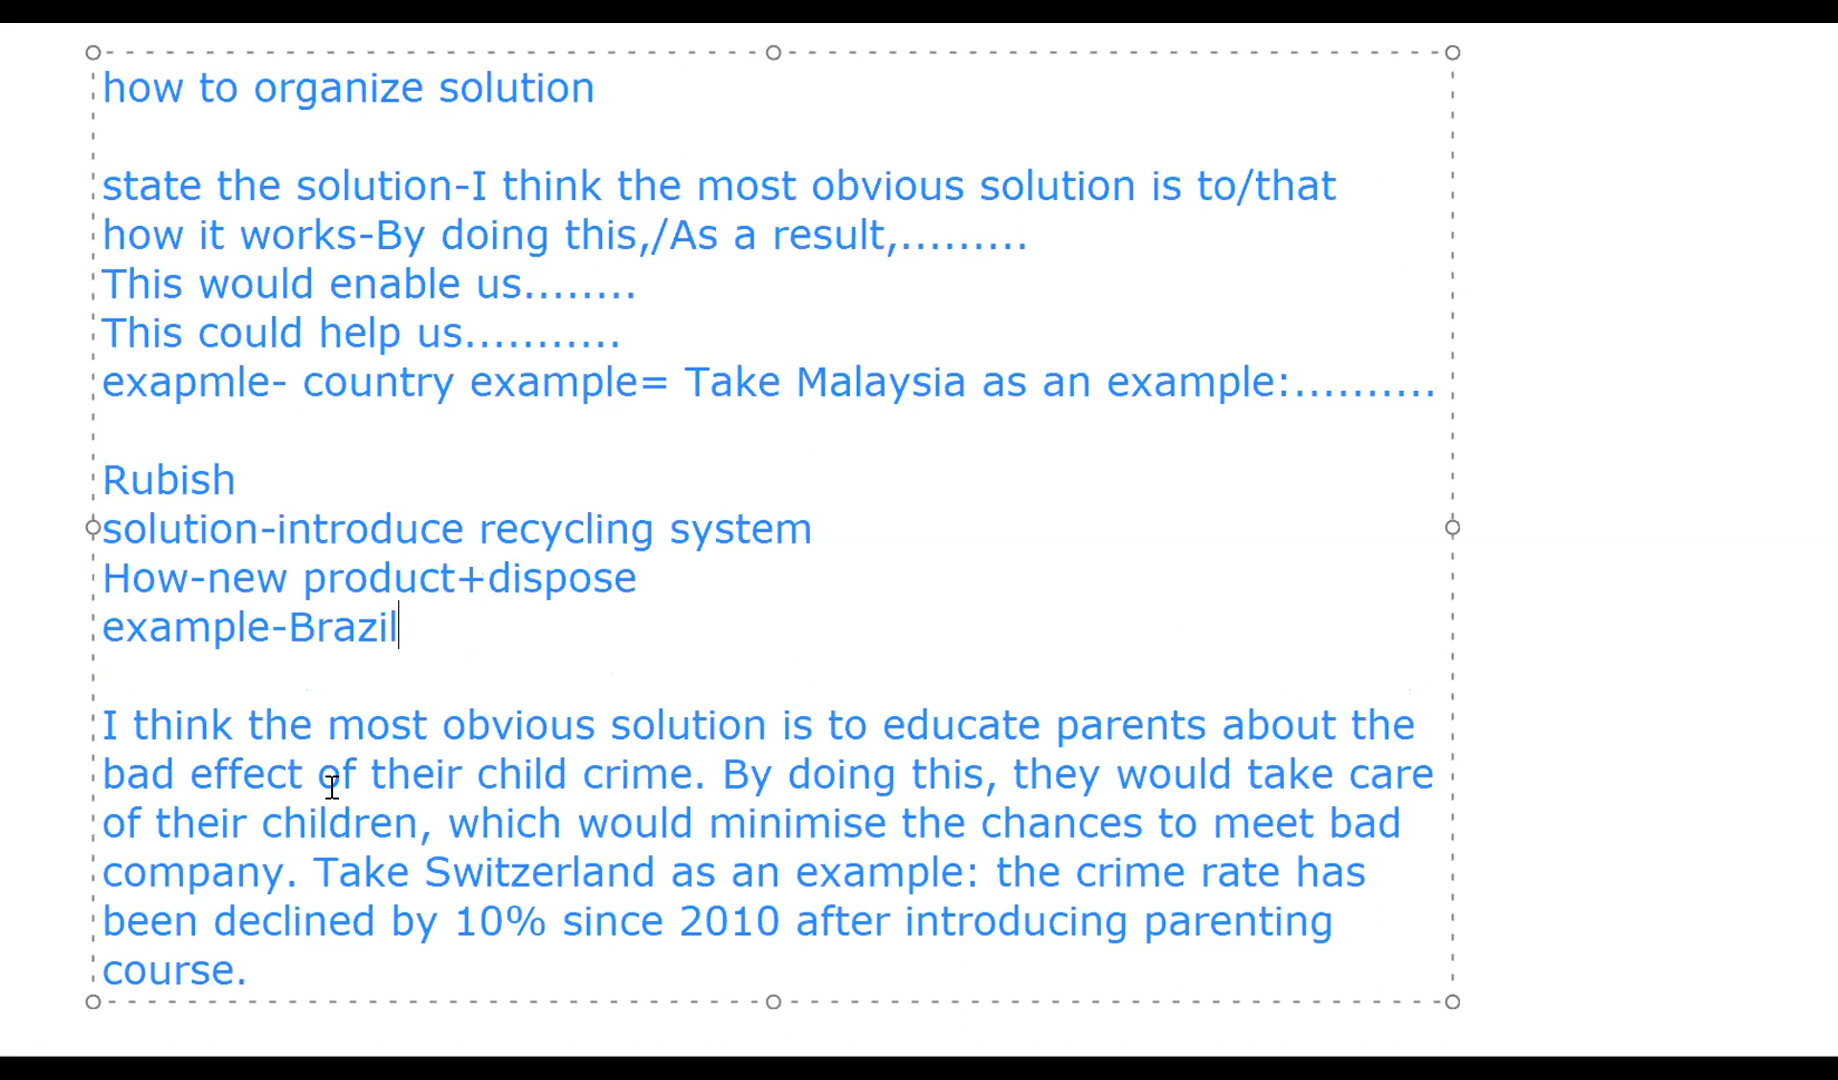 how to organize solution
state the solution-I think the most obvious solution is to/that
how it works-By doing this,/As a result,.........
This would enable us........
This could help us...........
exapmle- country example= Take Malaysia as an example:..........
Rubish
solution-introduce recycling system
How-new product+dispose
example-Brazil
I think the most obvious solution is to educate parents about the
bad effect of their child crime. By doing this, they would take care
of their children, which would minimise the chances to meet bad
company. Take Switzerland as an example: the crime rate has
been declined by 10% since 2010 after introducing parenting
course.